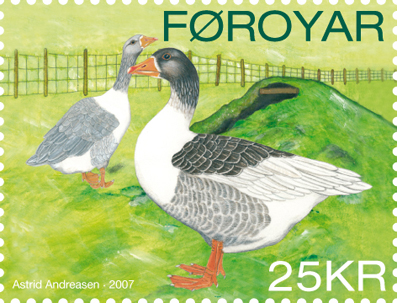 FØROYAR
Astrid Andreasen · 2007
25KR